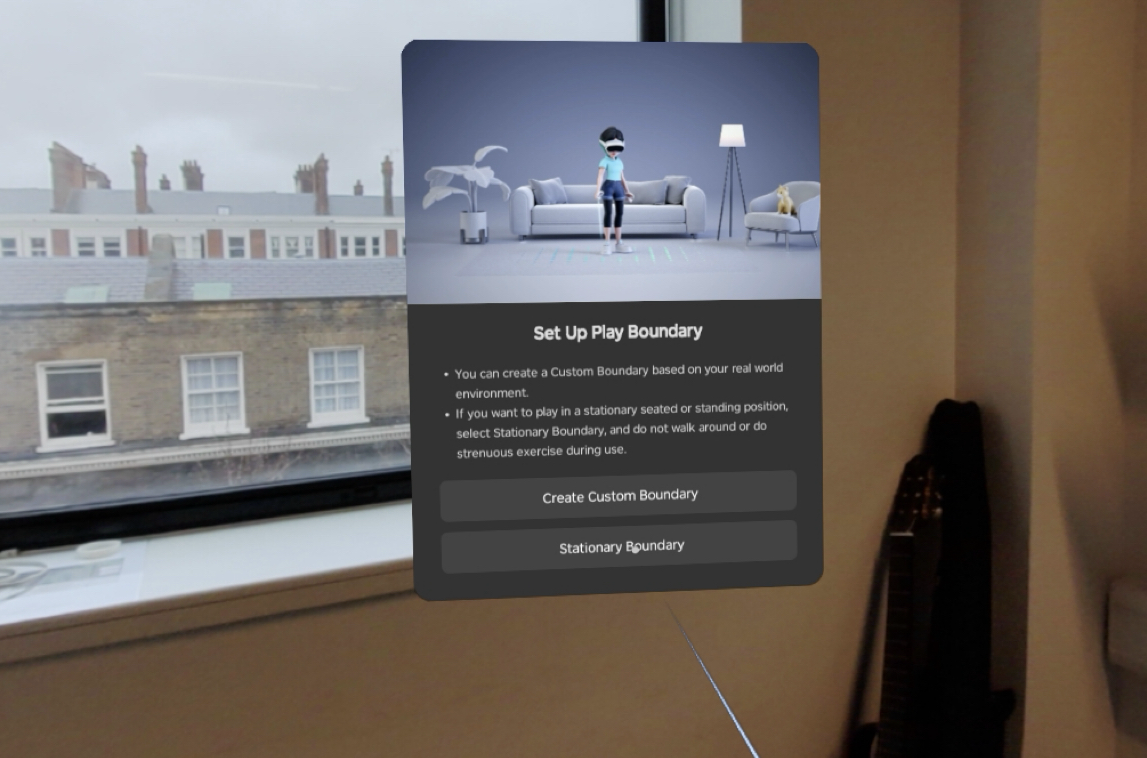 Set Up Play Boundary
• You can create a Custom Boundary based on your real world
environment.
• If you want to play in a stationary seated or standing position,
select Stationary Boundary, and do not walk around or do
strenuous exercise during use.
Create Custom Boundary
Stationary Boundary